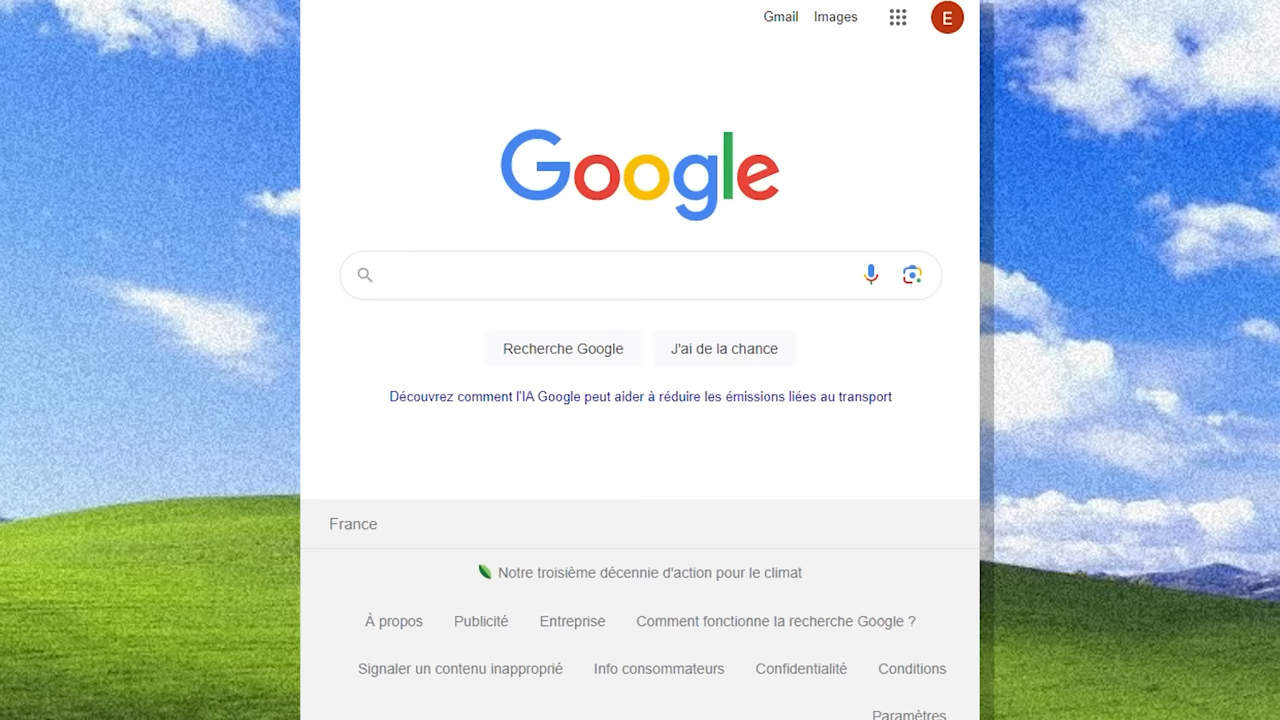 Gmail Images E
Google
Recherche Google J'ai de la chance
Découvrez comment l'IA Google peut aider à réduire les émissions liées au transport
France
Notre troisième décennie d'action pour le climat
À propos Publicité Entreprise Comment fonctionne la recherche Google ?
Signaler un contenu inapproprié Info consommateurs Confidentialité Conditions
Paramètres